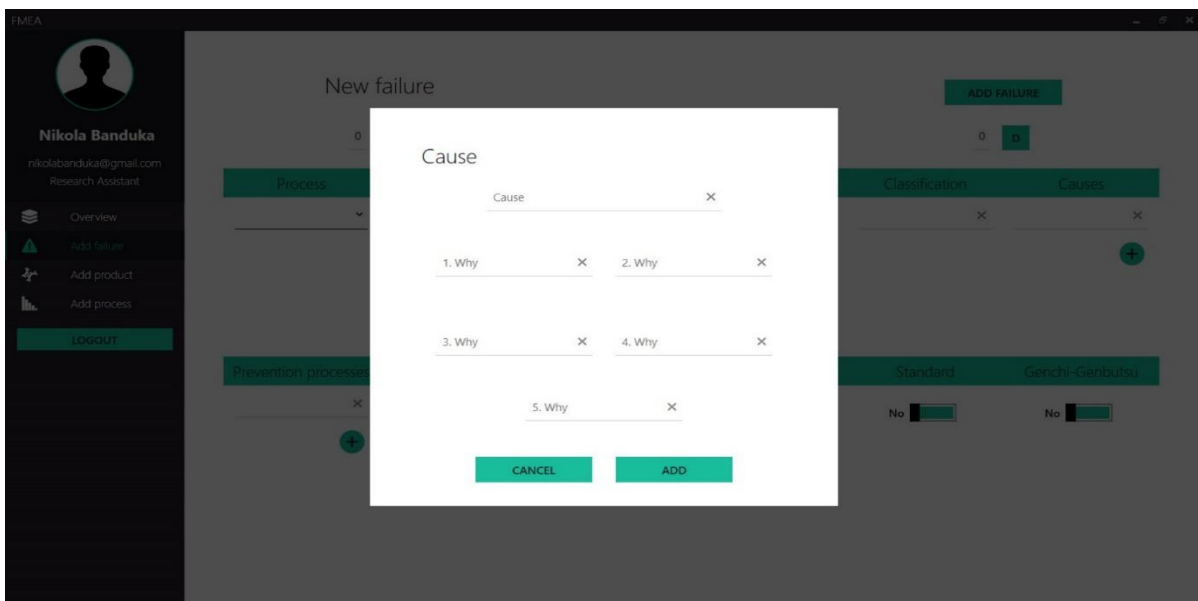 FMEA
New failure
ADD FAILURE
Nikola Banduka
nikolabanduka@gmail.com
Research Assistant
0
0 D
Process
Classification
Causes
Overview
Add failure
Add product
Add process
LOGOUT
Cause
Cause
1. Why
2. Why
3. Why
4. Why
5. Why
CANCEL
ADD
Prevention processes
Standard
Genchi-Genbutsu
No
No